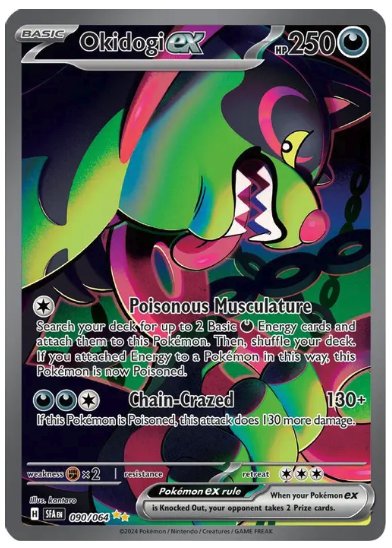 BASIC Okidogi ex HP 250
Poisonous Musculature
Search your deck for up to 2 Basic Energy cards and
attach them to this Pokémon. Then, shuffle your deck.
If you attached Energy to a Pokémon in this way, this
Pokémon is now Poisoned.
Chain-Crazed 130+
If this Pokémon is Poisoned, this attack does 130 more damage.
weakness ×2 resistance retreat
Illus. kantaro
Pokémon ex rule When your Pokémon ex
is Knocked Out, your opponent takes 2 Prize cards.
H SFA EN 090/064
©2024 Pokémon / Nintendo / Creatures / GAME FREAK